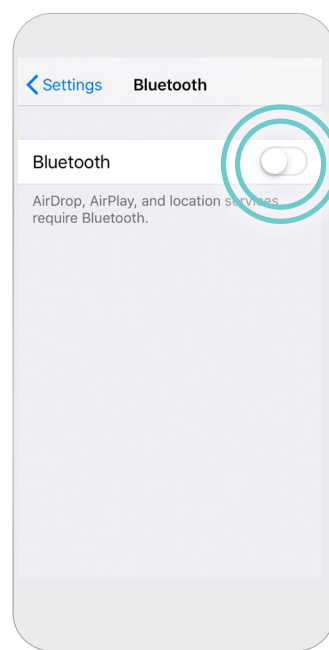 Settings Bluetooth
Bluetooth
AirDrop, AirPlay, and location services
require Bluetooth.